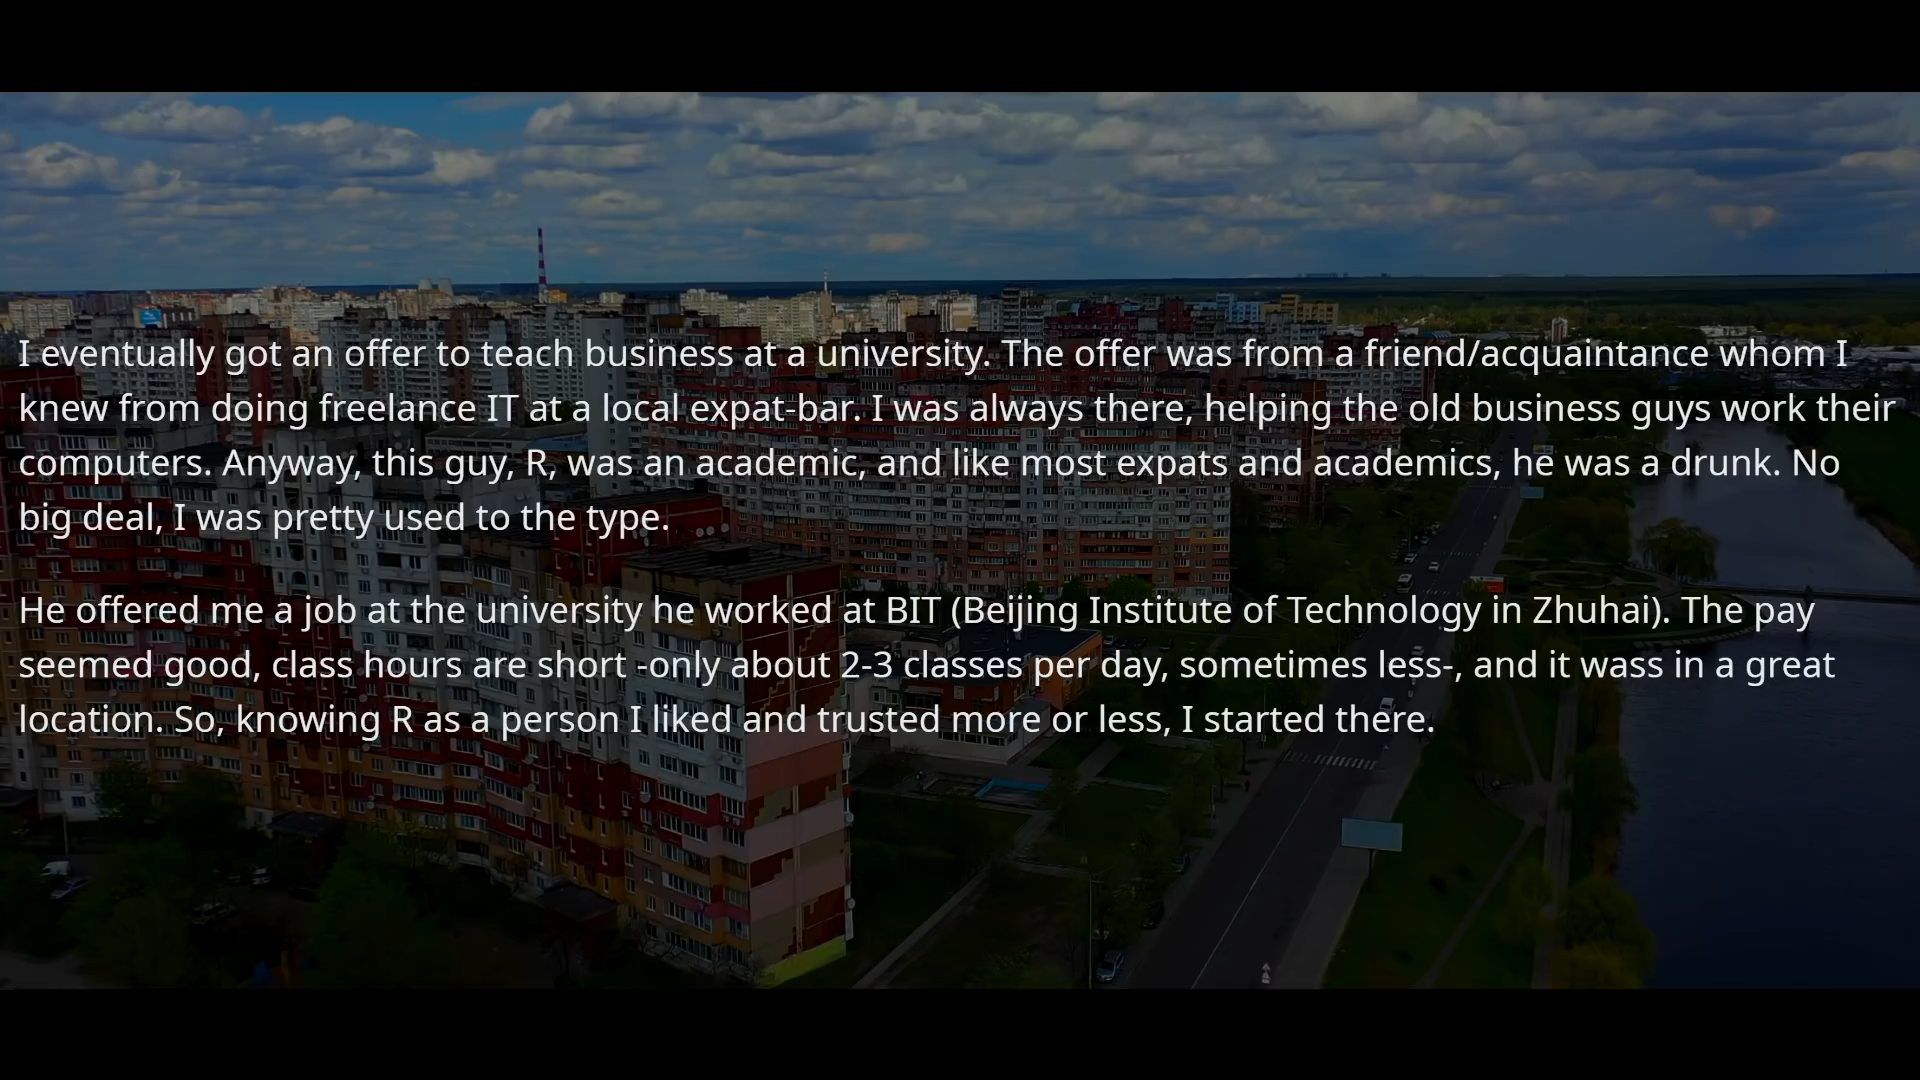 I eventually got an offer to teach business at a university. The offer was from a friend/acquaintance whom I
knew from doing freelance IT at a local expat-bar. I was always there, helping the old business guys work their
computers. Anyway, this guy, R, was an academic, and like most expats and academics, he was a drunk. No
big deal, I was pretty used to the type.
He offered me a job at the university he worked at BIT (Beijing Institute of Technology in Zhuhai). The pay
seemed good, class hours are short -only about 2-3 classes per day, sometimes less-, and it wass in a great
location. So, knowing R as a person I liked and trusted more or less, I started there.